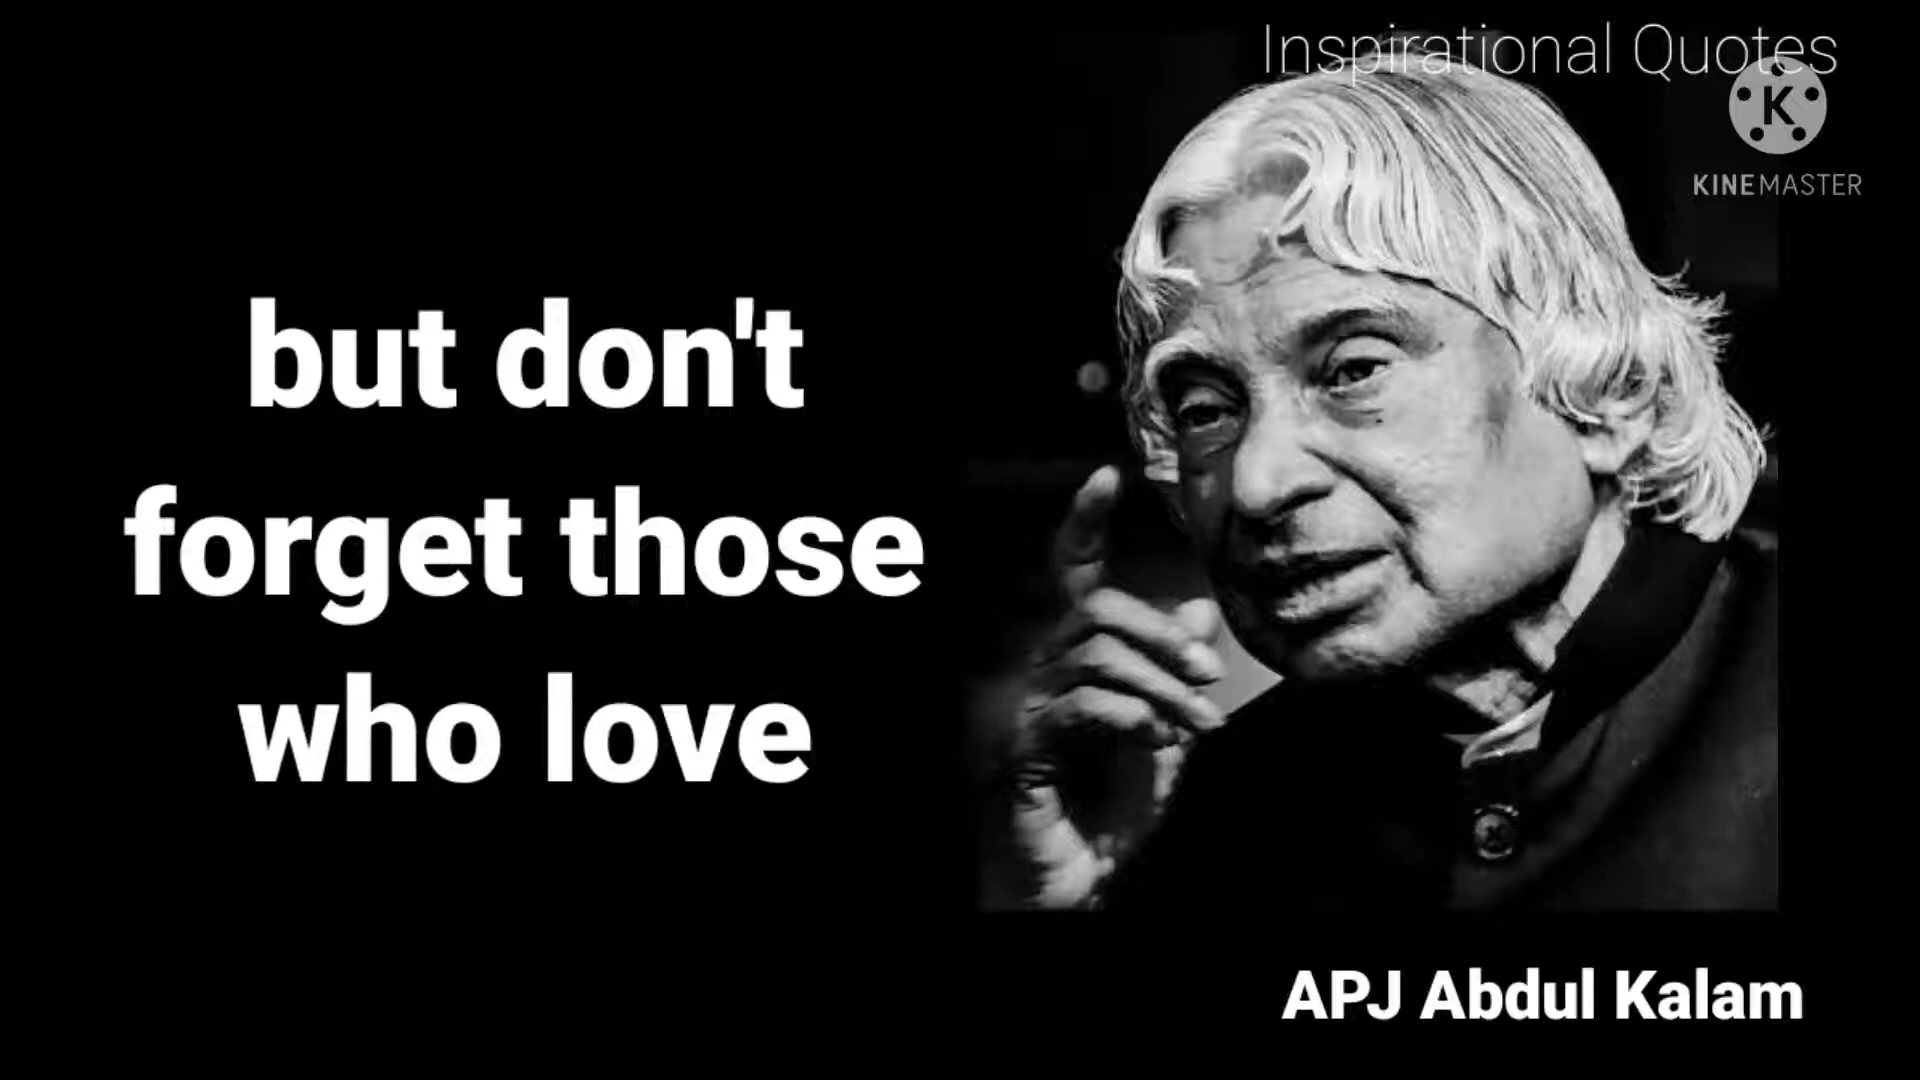 Inspirational Quotes
K
KINEMASTER
but don't
forget those
who love
APJ Abdul Kalam